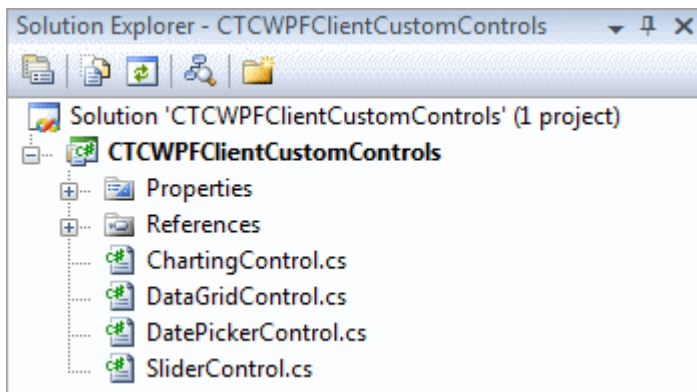 Solution Explorer - CTCWPFClientCustomControls
Solution 'CTCWPFClientCustomControls' (1 project)
CTCWPFClientCustomControls
Properties
References
ChartingControl.cs
DataGridControl.cs
DatePickerControl.cs
SliderControl.cs